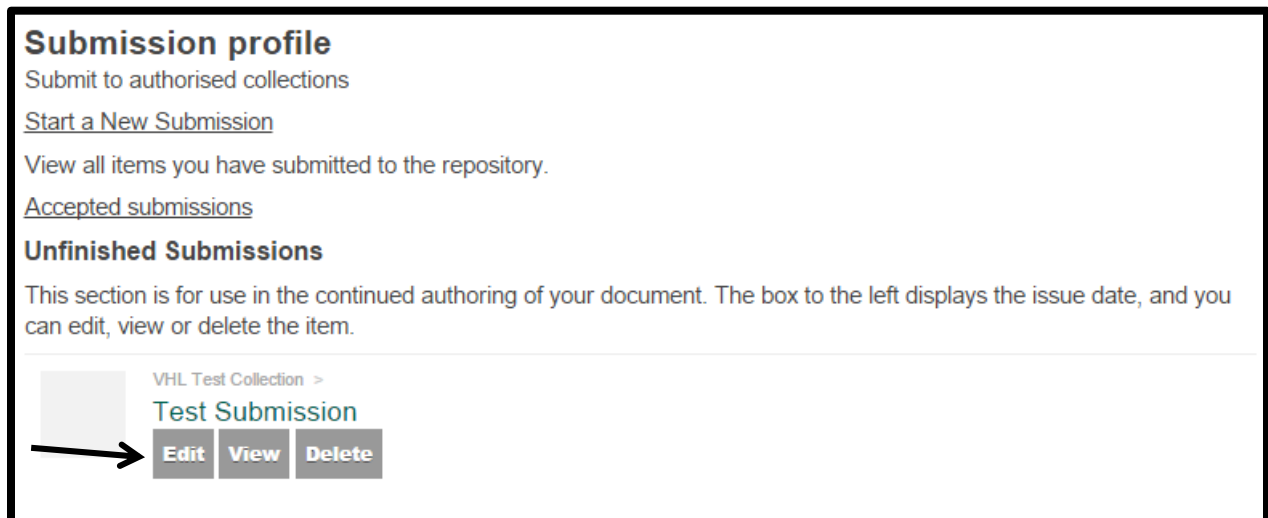 Submission profile
Submit to authorised collections
Start a New Submission
View all items you have submitted to the repository.
Accepted submissions
Unfinished Submissions
This section is for use in the continued authoring of your document. The box to the left displays the issue date, and you
can edit, view or delete the item.
VHL Test Collection >
Test Submission
Edit View Delete